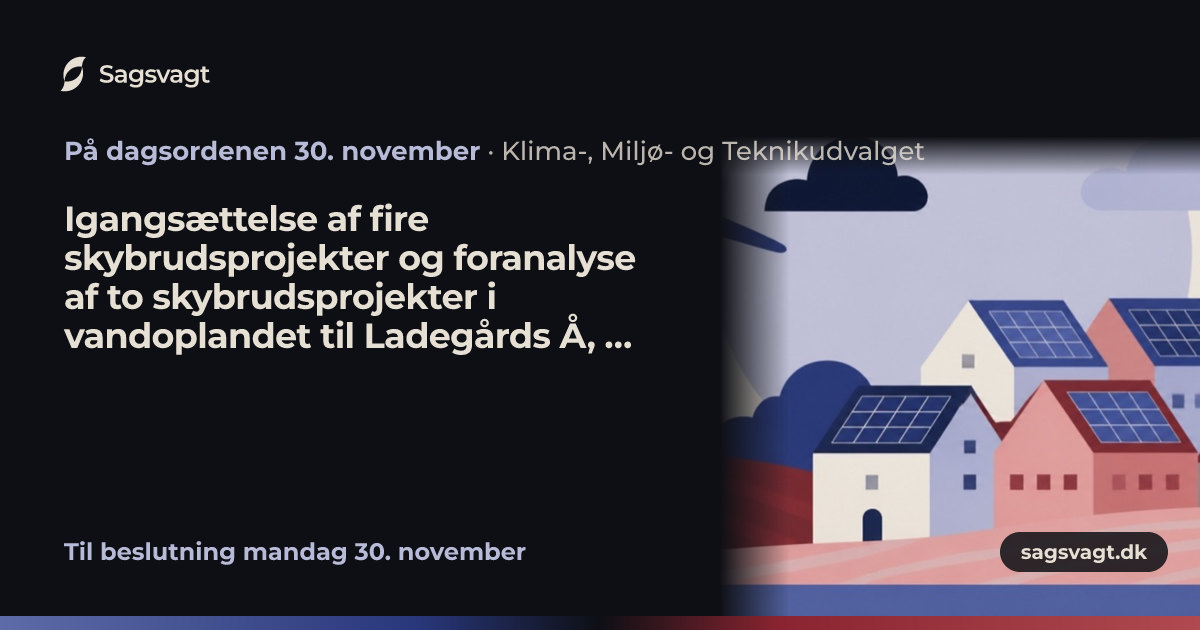 Sagsvagt
På dagsordenen 30. november · Klima-, Miljø- og Teknikudvalget
Igangsættelse af fire
skybrudsprojekter og foranalyse
af to skybrudsprojekter i
vandoplandet til Ladegårds Å, ...
Til beslutning mandag 30. november
sagsvagt.dk